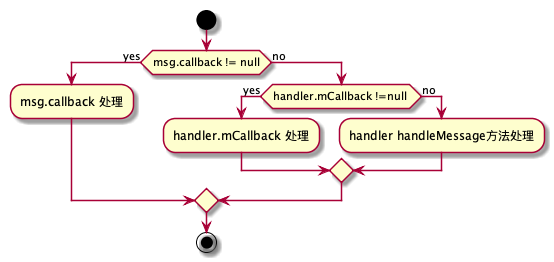 yes
msg.callback != null
no
msg.callback 处理
yes
handler.mCallback !=null
no
handler.mCallback 处理
handler handleMessage方法处理